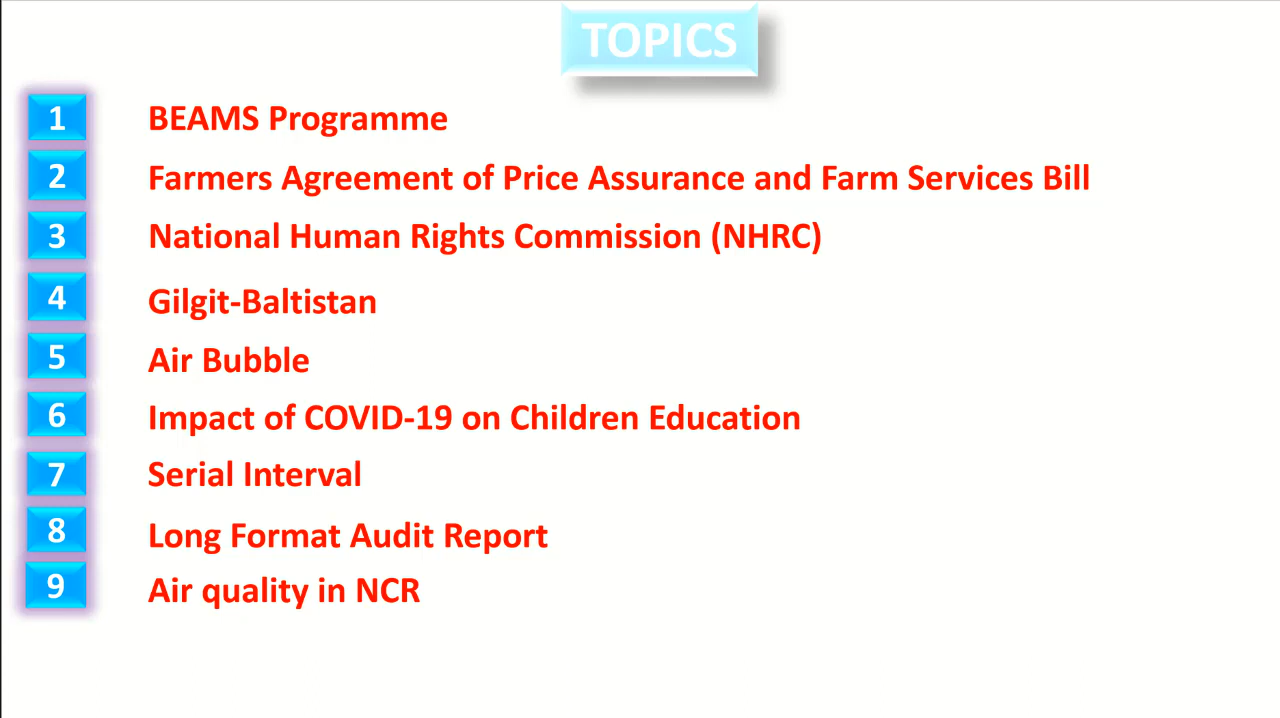 TOPICS
1 BEAMS Programme
2 Farmers Agreement of Price Assurance and Farm Services Bill
3 National Human Rights Commission (NHRC)
4 Gilgit-Baltistan
5 Air Bubble
6 Impact of COVID-19 on Children Education
7 Serial Interval
8 Long Format Audit Report
9 Air quality in NCR